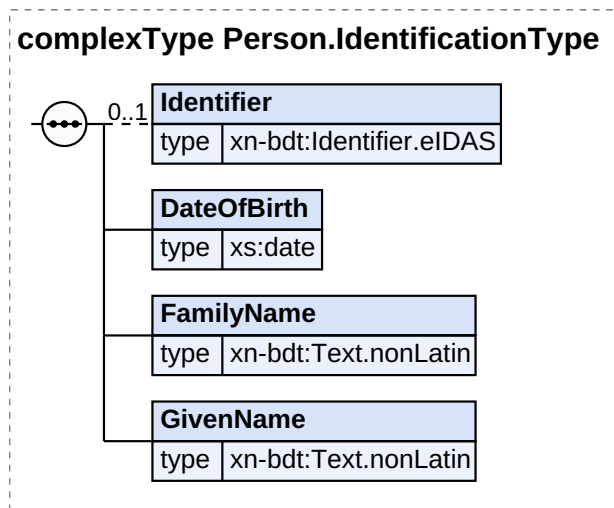 complexType Person.IdentificationType
0..1
Identifier
type xn-bdt:Identifier.eIDAS
DateOfBirth
type xs:date
FamilyName
type xn-bdt:Text.nonLatin
GivenName
type xn-bdt:Text.nonLatin